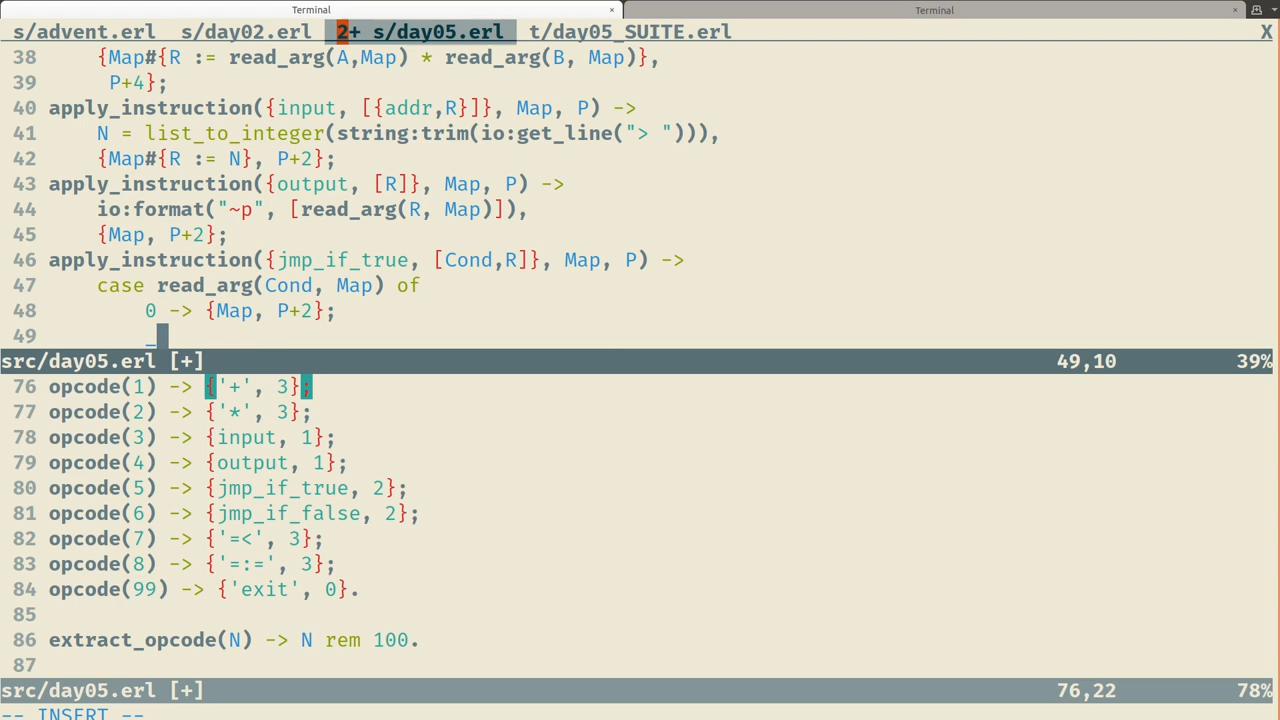 Terminal × Terminal ×
s/advent.erl s/day02.erl 2+ s/day05.erl t/day05_SUITE.erl X
38 {Map#{R := read_arg(A,Map) * read_arg(B, Map)},
39 P+4};
40 apply_instruction({input, [{addr,R}]}, Map, P) ->
41 N = list_to_integer(string:trim(io:get_line("> "))),
42 {Map#{R := N}, P+2};
43 apply_instruction({output, [R]}, Map, P) ->
44 io:format("~p", [read_arg(R, Map)]),
45 {Map, P+2};
46 apply_instruction({jmp_if_true, [Cond,R]}, Map, P) ->
47 case read_arg(Cond, Map) of
48 0 -> {Map, P+2};
49 _
src/day05.erl [+] 49,10 39%
76 opcode(1) -> {'+', 3};
77 opcode(2) -> {'*', 3};
78 opcode(3) -> {input, 1};
79 opcode(4) -> {output, 1};
80 opcode(5) -> {jmp_if_true, 2};
81 opcode(6) -> {jmp_if_false, 2};
82 opcode(7) -> {'=<', 3};
83 opcode(8) -> {'=:=', 3};
84 opcode(99) -> {'exit', 0}.
85
86 extract_opcode(N) -> N rem 100.
87
src/day05.erl [+] 76,22 78%
-- INSERT --